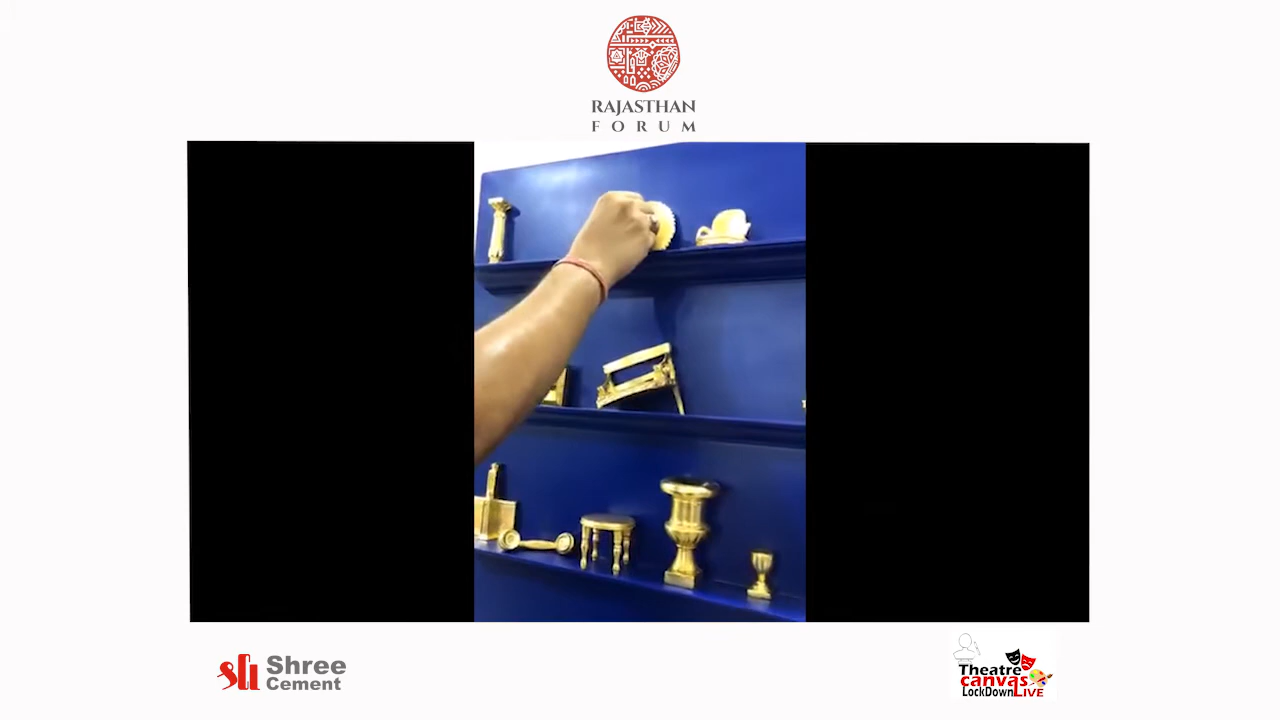 RAJASTHAN
FORUM
Shree
Cement
Theatre
canvas
LockDown LIVE